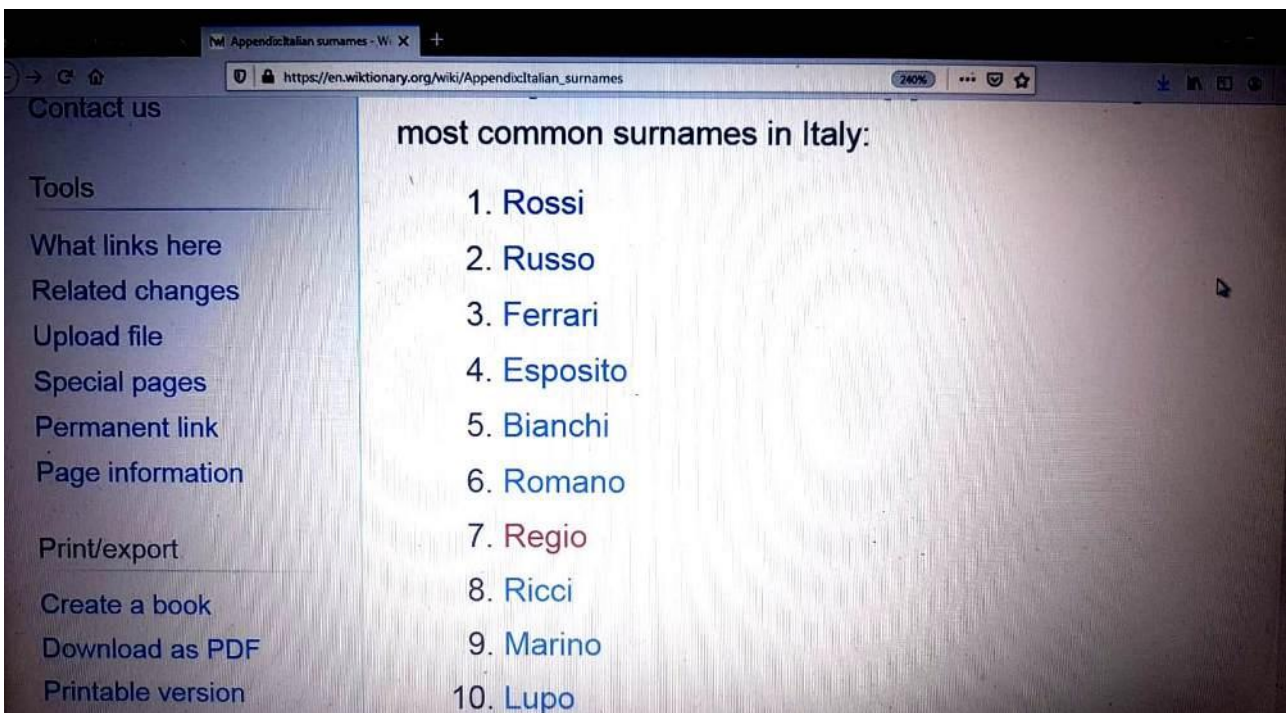 Appendix:Italian surnames - Wi
https://en.wiktionary.org/wiki/Appendix:Italian_surnames
240%
Contact us
Tools
What links here
Related changes
Upload file
Special pages
Permanent link
Page information
Print/export
Create a book
Download as PDF
Printable version
most common surnames in Italy:
1. Rossi
2. Russo
3. Ferrari
4. Esposito
5. Bianchi
6. Romano
7. Regio
8. Ricci
9. Marino
10. Lupo